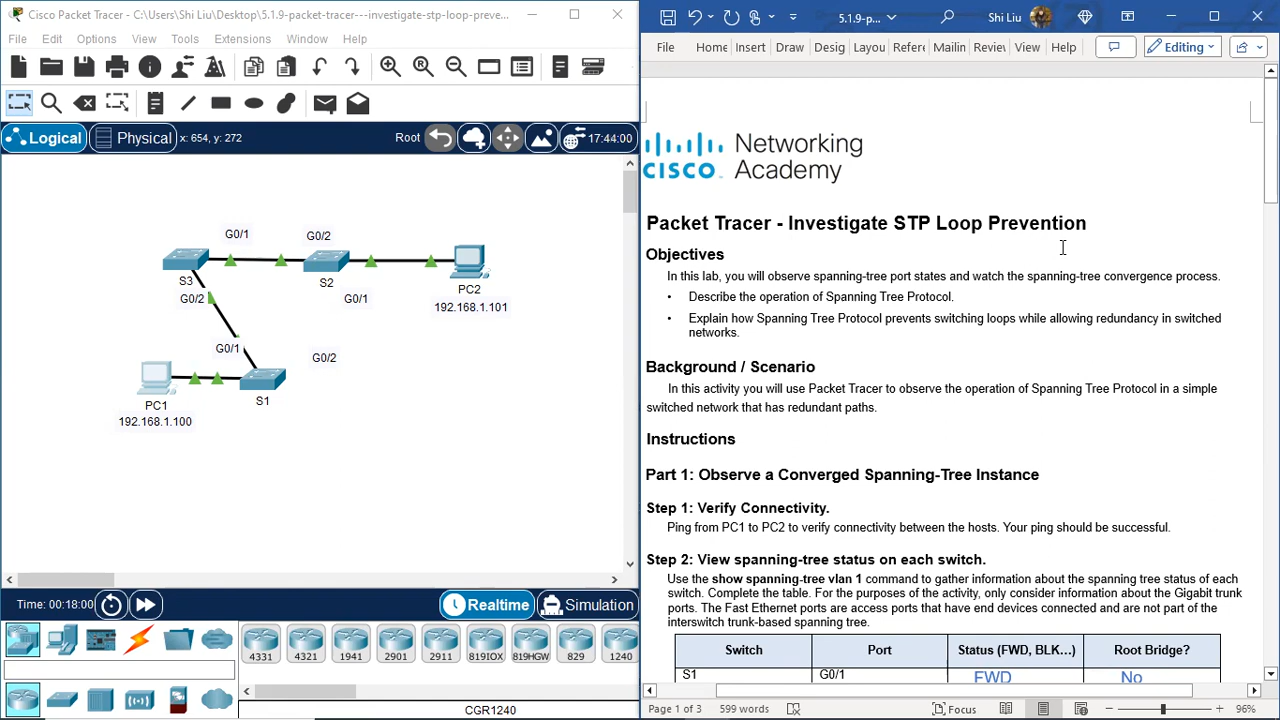 Cisco Packet Tracer - C:\Users\Shi Liu\Desktop\5.1.9-packet-tracer---investigate-stp-loop-preve...
File Edit Options View Tools Extensions Window Help
Logical Physical x: 654, y: 272 Root 17:44:00
G0/1
G0/2
S3
S2
PC2
G0/2
G0/1
192.168.1.101
G0/1
G0/2
PC1
S1
192.168.1.100
Time: 00:18:00 Realtime Simulation
4331 4321 1941 2901 2911 819IOX 819HGW 829 1240
CGR1240
5.1.9-p... Shi Liu
File Home Insert Draw Desig Layout Referen Mailin Review View Help Editing
Networking
CISCO Academy
Packet Tracer - Investigate STP Loop Prevention
Objectives
In this lab, you will observe spanning-tree port states and watch the spanning-tree convergence process.
• Describe the operation of Spanning Tree Protocol.
• Explain how Spanning Tree Protocol prevents switching loops while allowing redundancy in switched
networks.
Background / Scenario
In this activity you will use Packet Tracer to observe the operation of Spanning Tree Protocol in a simple
switched network that has redundant paths.
Instructions
Part 1: Observe a Converged Spanning-Tree Instance
Step 1: Verify Connectivity.
Ping from PC1 to PC2 to verify connectivity between the hosts. Your ping should be successful.
Step 2: View spanning-tree status on each switch.
Use the show spanning-tree vlan 1 command to gather information about the spanning tree status of each
switch. Complete the table. For the purposes of the activity, only consider information about the Gigabit trunk
ports. The Fast Ethernet ports are access ports that have end devices connected and are not part of the
interswitch trunk-based spanning tree.
Switch Port Status (FWD, BLK…) Root Bridge?
S1 G0/1 FWD No
Page 1 of 3 599 words Focus 96%